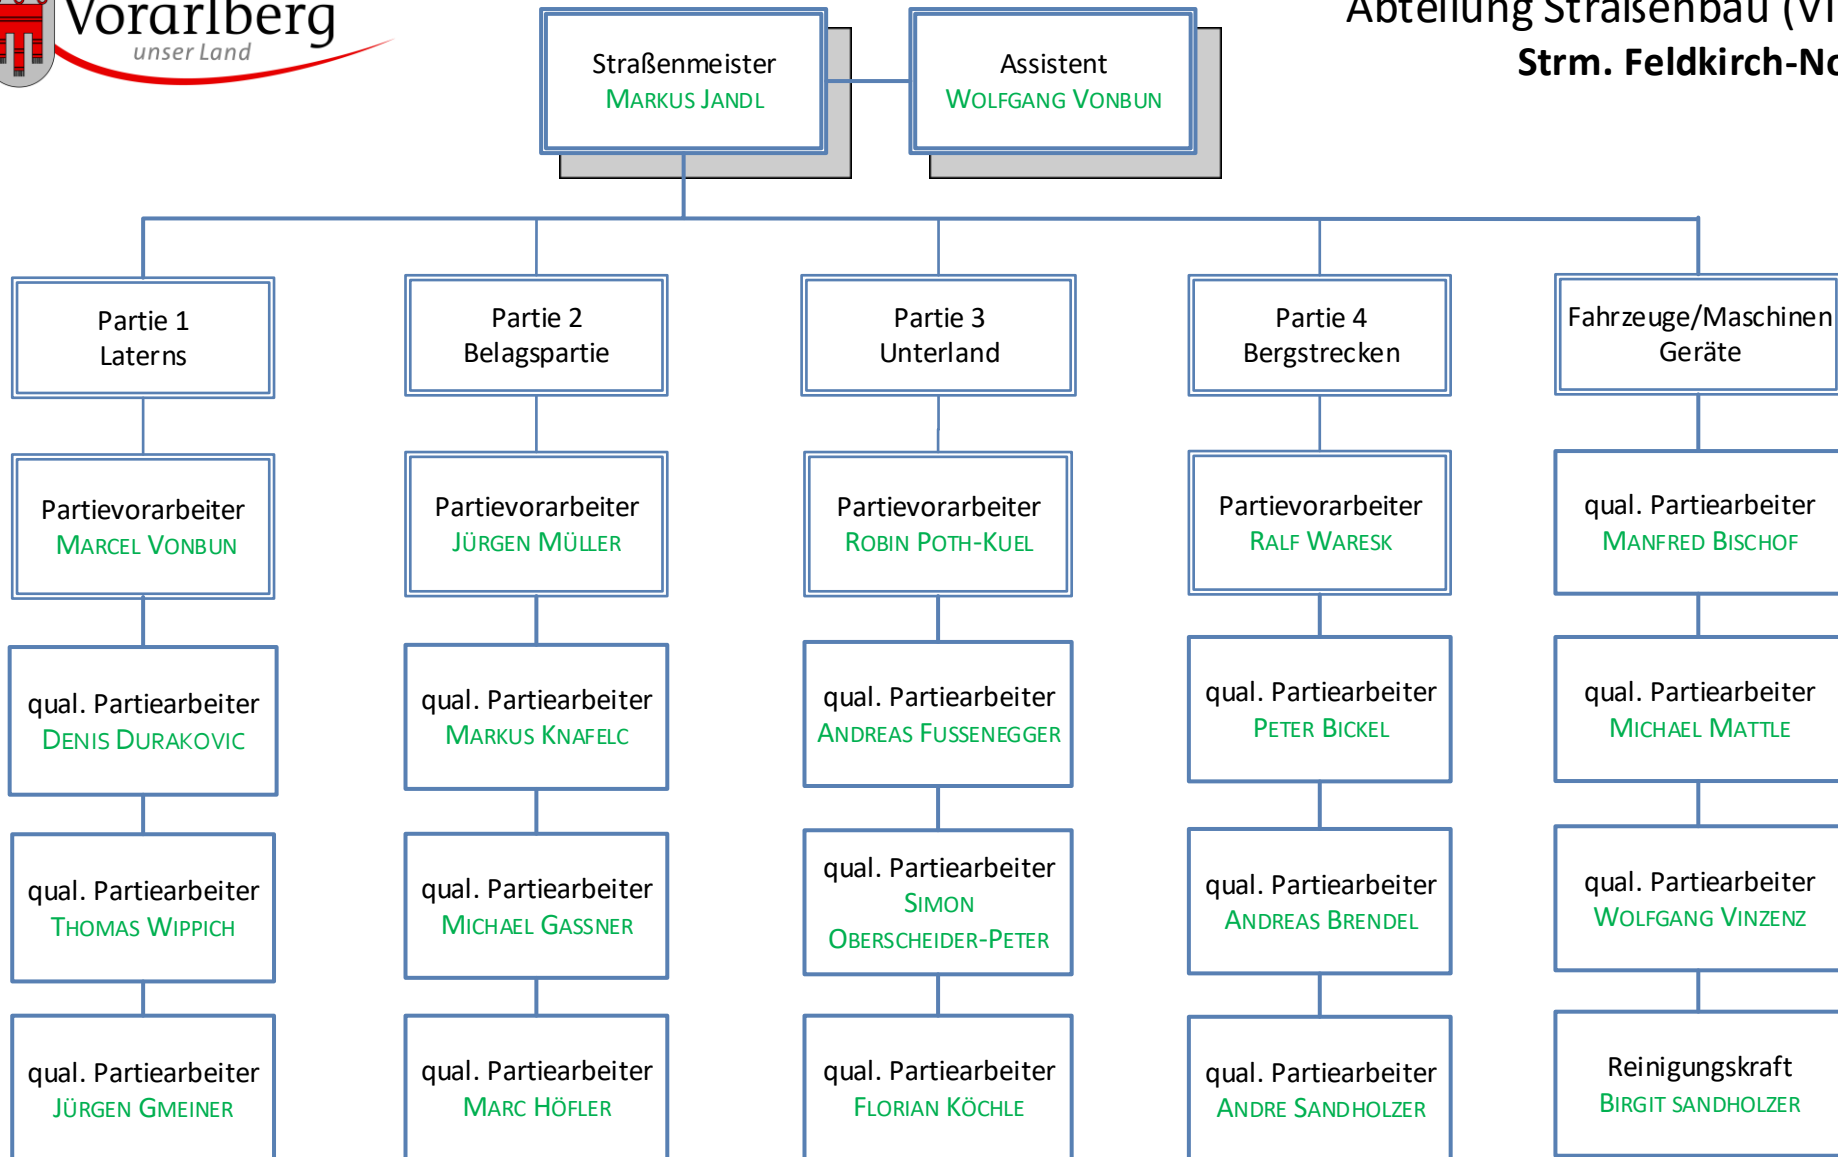 Vorarlberg
unser Land
Abteilung Straßenbau (VI
Strm. Feldkirch-No
Straßenmeister
MARKUS JANDL
Assistent
WOLFGANG VONBUN
Partie 1
Laterns
Partie 2
Belagspartie
Partie 3
Unterland
Partie 4
Bergstrecken
Fahrzeuge/Maschinen
Geräte
Partievorarbeiter
MARCEL VONBUN
Partievorarbeiter
JÜRGEN MÜLLER
Partievorarbeiter
ROBIN POTH-KUEL
Partievorarbeiter
RALF WARESK
qual. Partiearbeiter
MANFRED BISCHOF
qual. Partiearbeiter
DENIS DURAKOVIC
qual. Partiearbeiter
MARKUS KNAFELC
qual. Partiearbeiter
ANDREAS FUSSENEGGER
qual. Partiearbeiter
PETER BICKEL
qual. Partiearbeiter
MICHAEL MATTLE
qual. Partiearbeiter
THOMAS WIPPICH
qual. Partiearbeiter
MICHAEL GASSNER
qual. Partiearbeiter
SIMON
OBERSCHEIDER-PETER
qual. Partiearbeiter
ANDREAS BRENDEL
qual. Partiearbeiter
WOLFGANG VINZENZ
qual. Partiearbeiter
JÜRGEN GMEINER
qual. Partiearbeiter
MARC HÖFLER
qual. Partiearbeiter
FLORIAN KÖCHLE
qual. Partiearbeiter
ANDRE SANDHOLZER
Reinigungskraft
BIRGIT SANDHOLZER